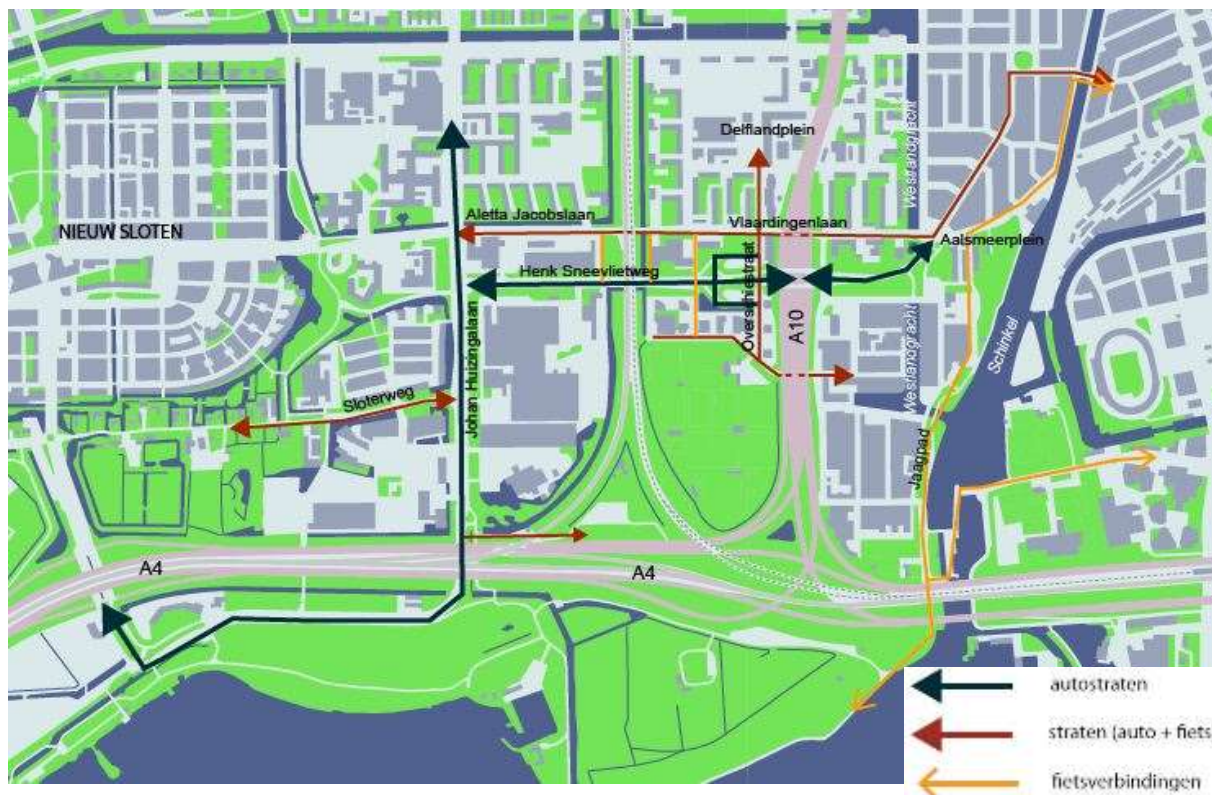 Delflandplein
Westlandgracht
Aletta Jacobslaan
Vlaardingenlaan
NIEUW SLOTEN
Aalsmeerplein
Henk Sneevlietweg
Overschiestraat
A10
Johan Huizingalaan
Westlandgracht
Schinkel
Sloterweg
Jaagpad
A4
A4
autostraten
straten (auto + fiets
fietsverbindingen